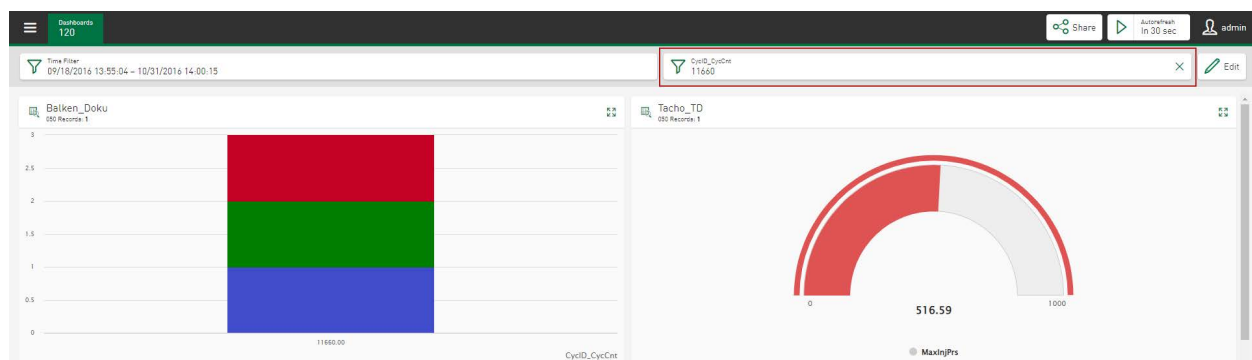 Dashboards
120
Share
Autorefresh
In 30 sec
admin
Time Filter
09/18/2016 13:55:04 – 10/31/2016 14:00:15
CycID_CycCnt
11660
Edit
Balken_Doku
050 Records: 1
3
2.5
2
1.5
1
0.5
0
11660.00
CycID_CycCnt
Tacho_TD
050 Records: 1
0
516.59
1000
MaxInjPrs